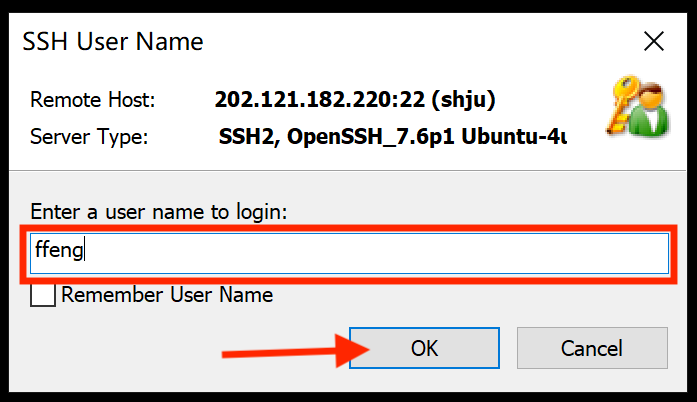 SSH User Name
Remote Host: 202.121.182.220:22 (shju)
Server Type: SSH2, OpenSSH_7.6p1 Ubuntu-4u
Enter a user name to login:
ffeng
Remember User Name
OK Cancel